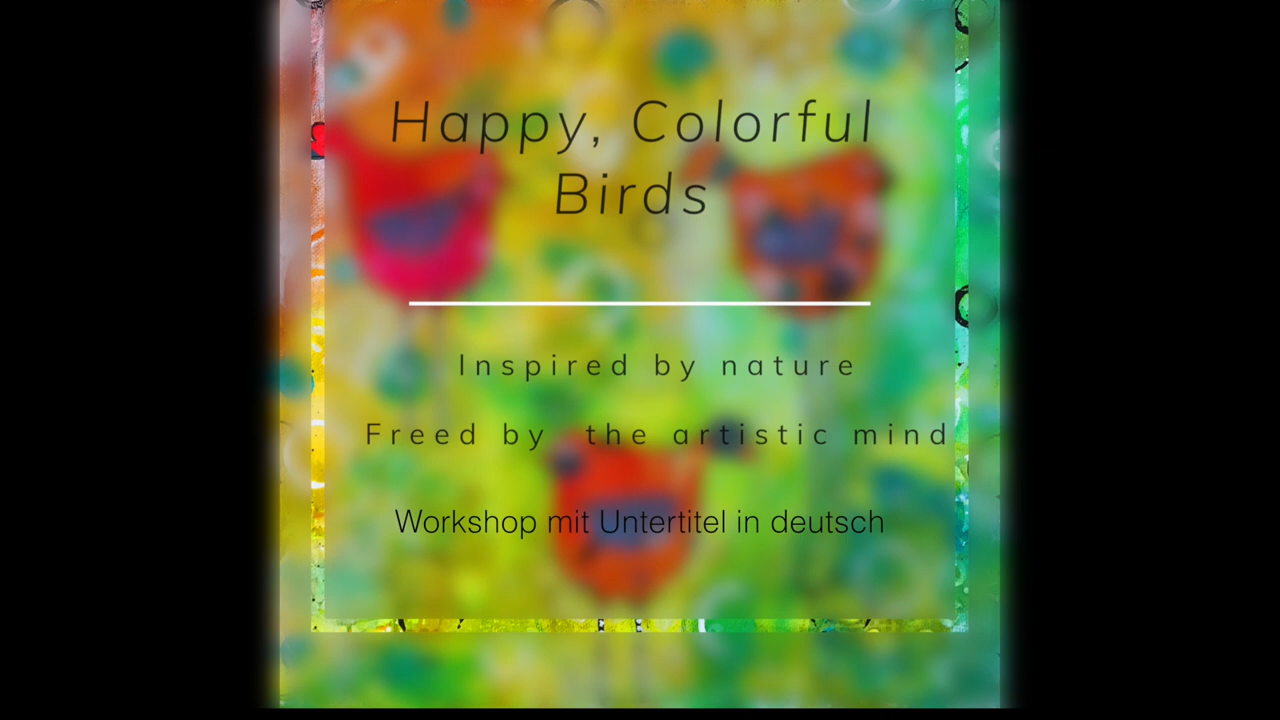 Happy, Colorful
Birds
Inspired by nature
Freed by the artistic mind
Workshop mit Untertitel in deutsch